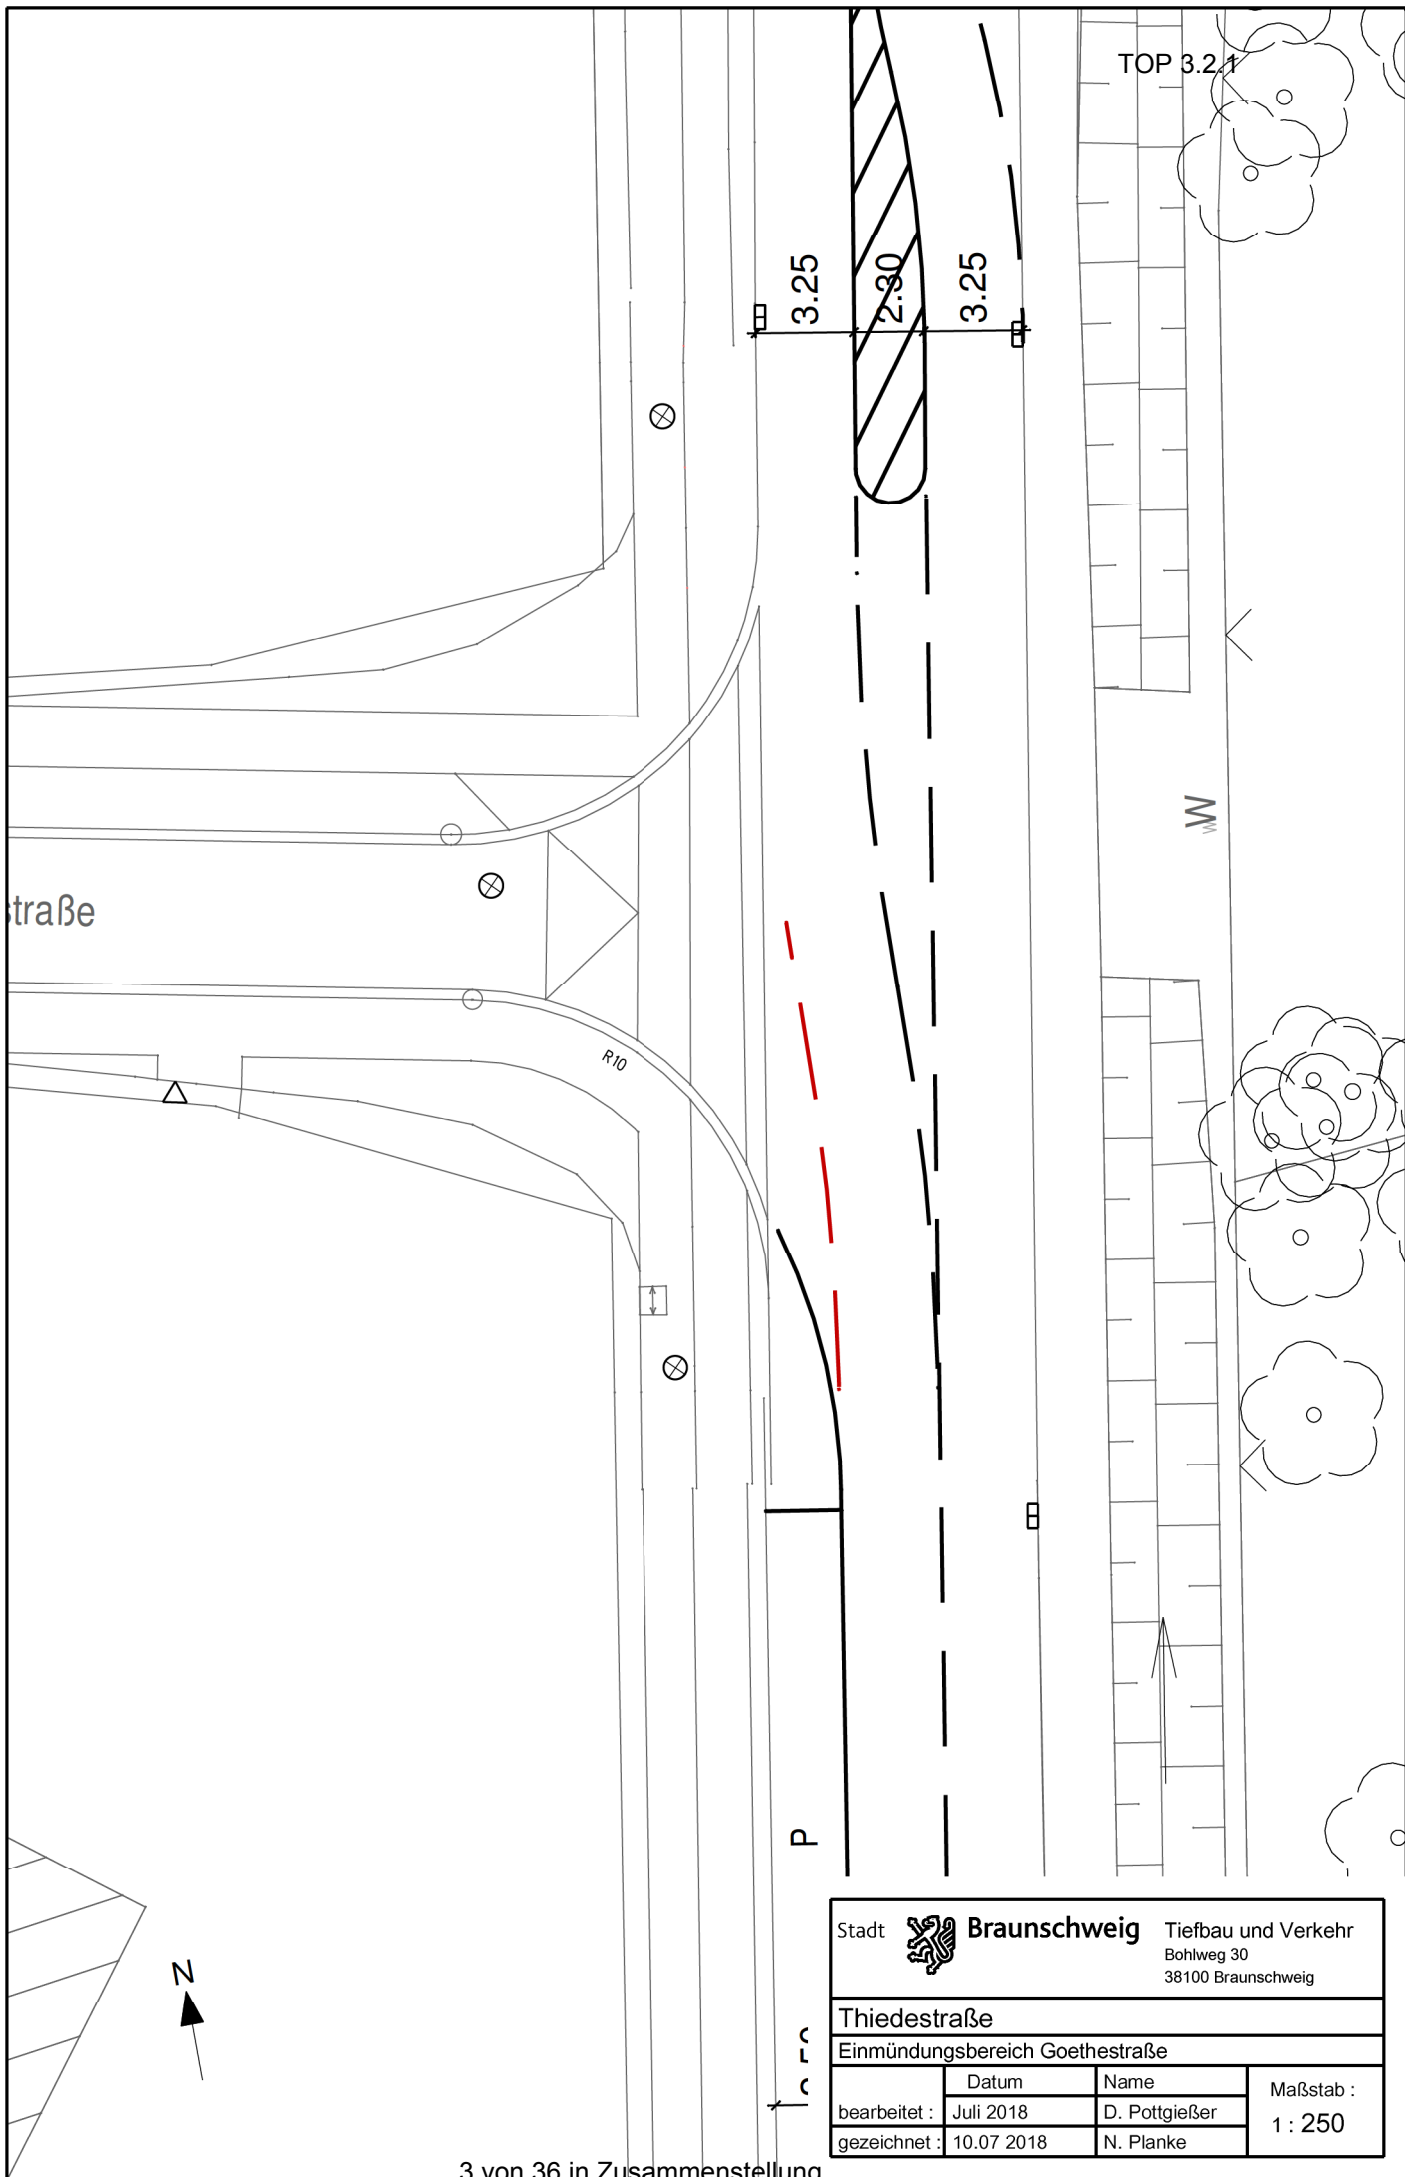 TOP 3.2.1
3.25
2.30
3.25
W
W
straße
R10
P
N
Stadt Braunschweig
Tiefbau und Verkehr
Bohlweg 30
38100 Braunschweig
Thiedestraße
Einmündungsbereich Goethestraße
Datum Name
Maßstab :
1 : 250
bearbeitet : Juli 2018 D. Pottgießer
gezeichnet : 10.07 2018 N. Planke
3 von 36 in Zusammenstellung